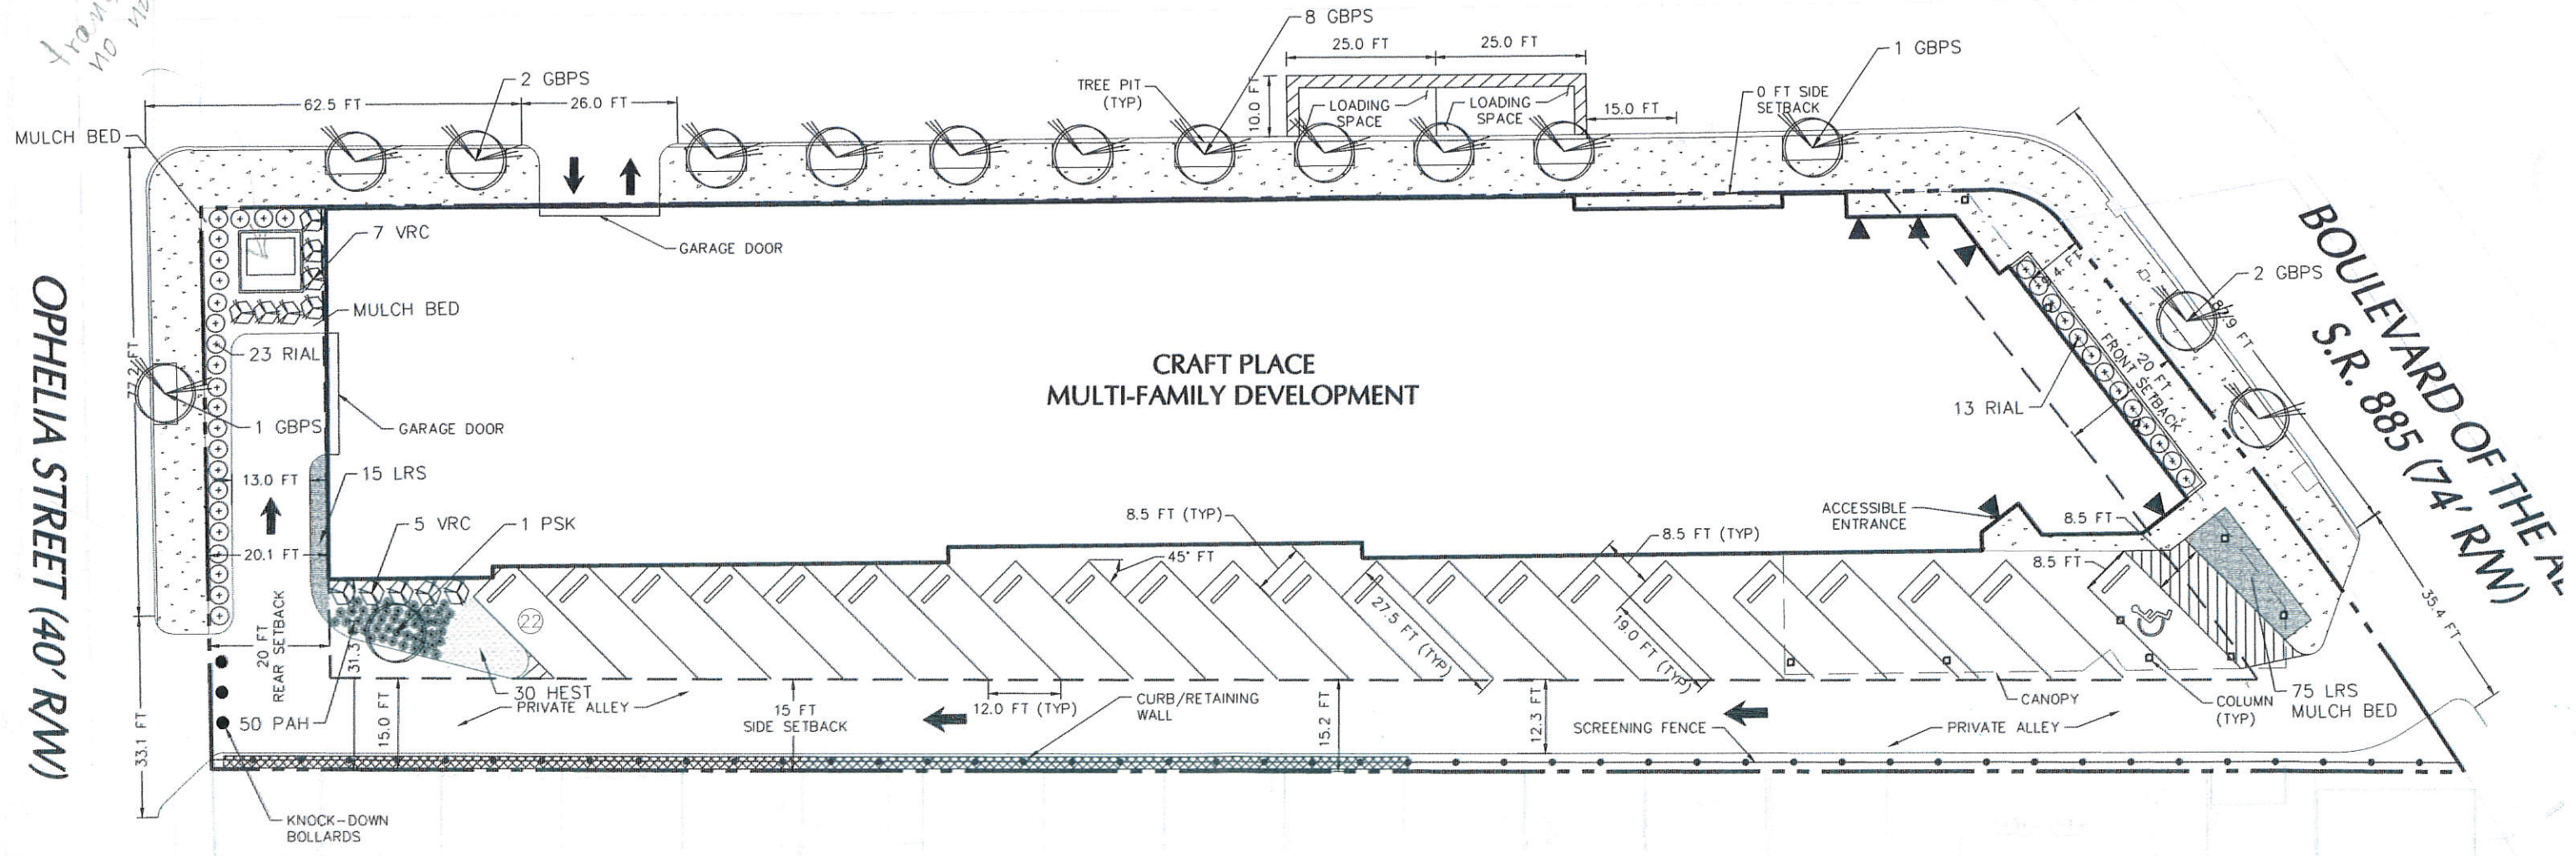 8 GBPS
25.0 FT
25.0 FT
1 GBPS
2 GBPS
62.5 FT
26.0 FT
TREE PIT
(TYP)
10.0 FT
LOADING
SPACE
LOADING
SPACE
15.0 FT
0 FT SIDE
SETBACK
MULCH BED
7 VRC
GARAGE DOOR
MULCH BED
23 RIAL
77.2 FT
1 GBPS
GARAGE DOOR
OPHELIA STREET (40' R/W)
CRAFT PLACE
MULTI-FAMILY DEVELOPMENT
BOULEVARD OF THE
S.R. 885 (74' R/W)
2 GBPS
82.9 FT
20 FT
FRONT SETBACK
13 RIAL
13.0 FT
15 LRS
5 VRC
1 PSK
20.1 FT
8.5 FT (TYP)
45° FT
8.5 FT (TYP)
ACCESSIBLE
ENTRANCE
8.5 FT
8.5 FT
35.4 FT
22
27.5 FT (TYP)
19.0 FT (TYP)
20 FT
REAR SETBACK
31.3
30 HEST
PRIVATE ALLEY
50 PAH
15.0 FT
15 FT
SIDE SETBACK
12.0 FT (TYP)
CURB/RETAINING
WALL
15.2 FT
12.3 FT
SCREENING FENCE
CANOPY
PRIVATE ALLEY
COLUMN
(TYP)
75 LRS
MULCH BED
33.1 FT
KNOCK-DOWN
BOLLARDS